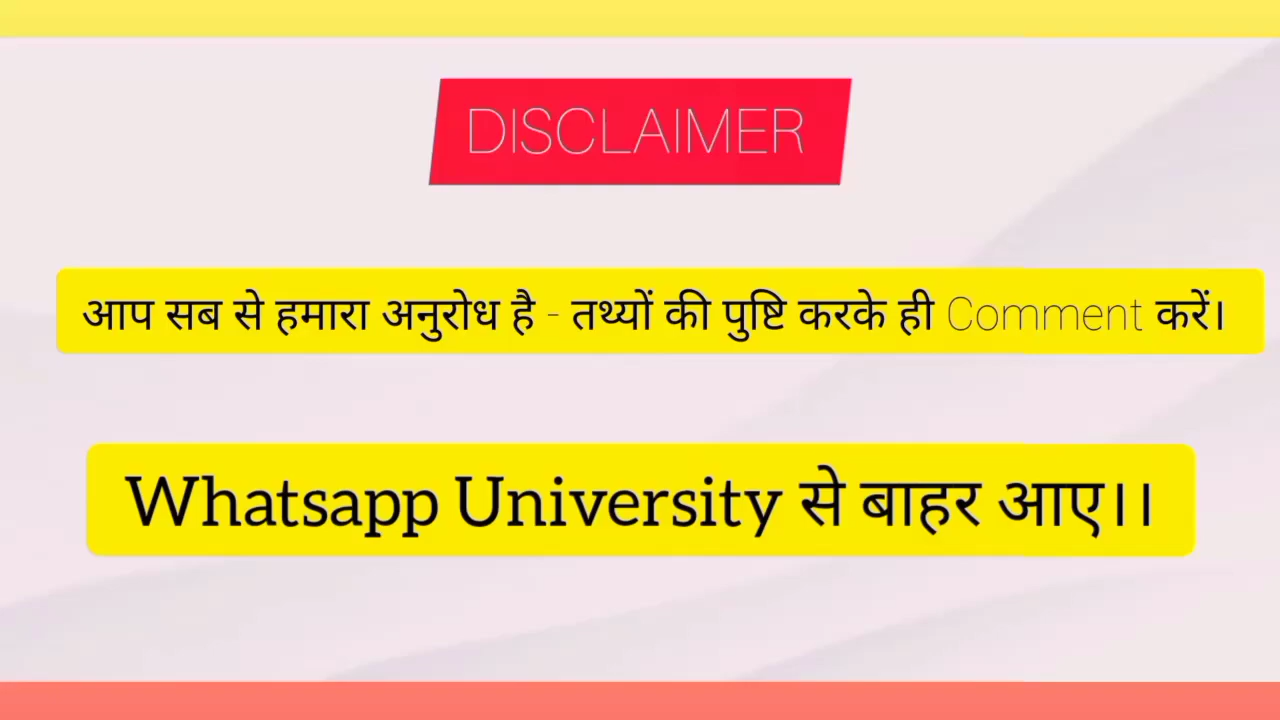 DISCLAIMER
आप सब से हमारा अनुरोध है - तथ्यों की पुष्टि करके ही Comment करें।
Whatsapp University से बाहर आए।।